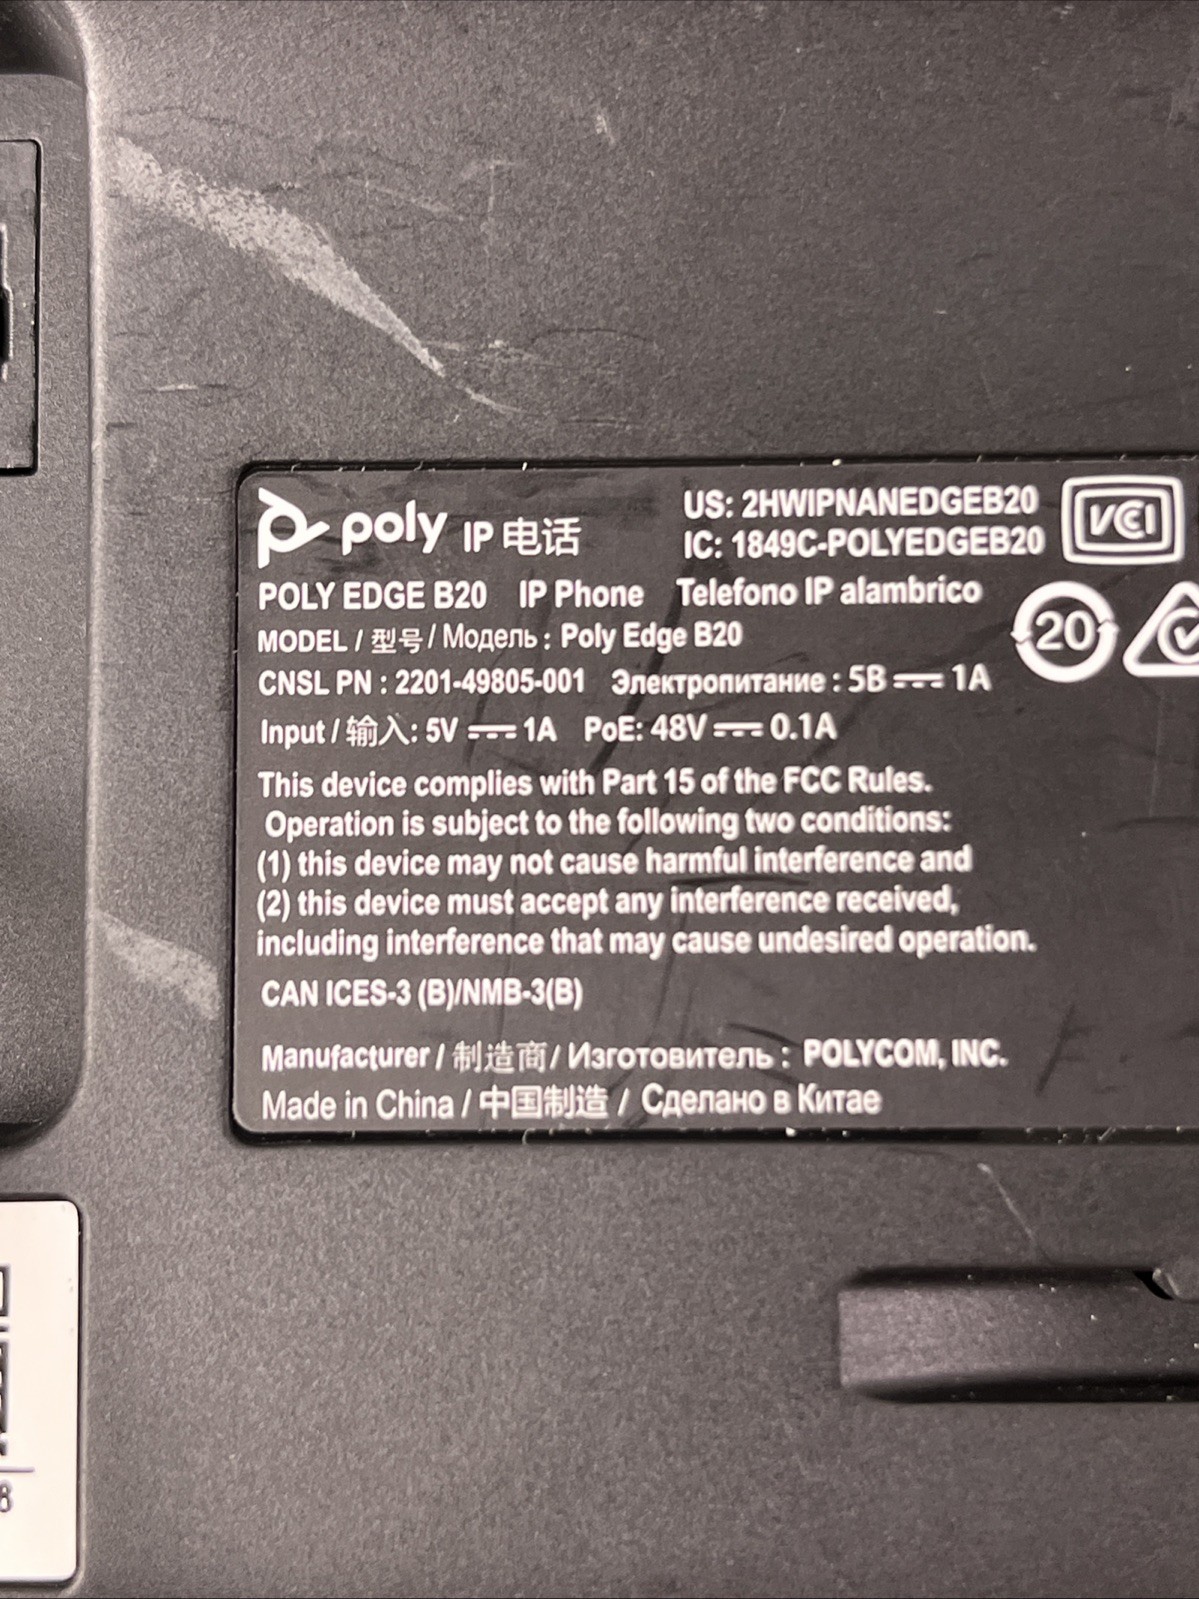 poly IP 电话
US: 2HWIPNANEDGEB20
IC: 1849C-POLYEDGEB20
VCCI
POLY EDGE B20 IP Phone Telefono IP alambrico
20
MODEL / 型号 / Модель : Poly Edge B20
CNSL PN : 2201-49805-001 Электропитание : 5В ⎓ 1A
Input / 输入: 5V ⎓ 1A PoE: 48V ⎓ 0.1A
This device complies with Part 15 of the FCC Rules.
Operation is subject to the following two conditions:
(1) this device may not cause harmful interference and
(2) this device must accept any interference received,
including interference that may cause undesired operation.
CAN ICES-3 (B)/NMB-3(B)
Manufacturer / 制造商 / Изготовитель : POLYCOM, INC.
Made in China / 中国制造 / Сделано в Китае
8